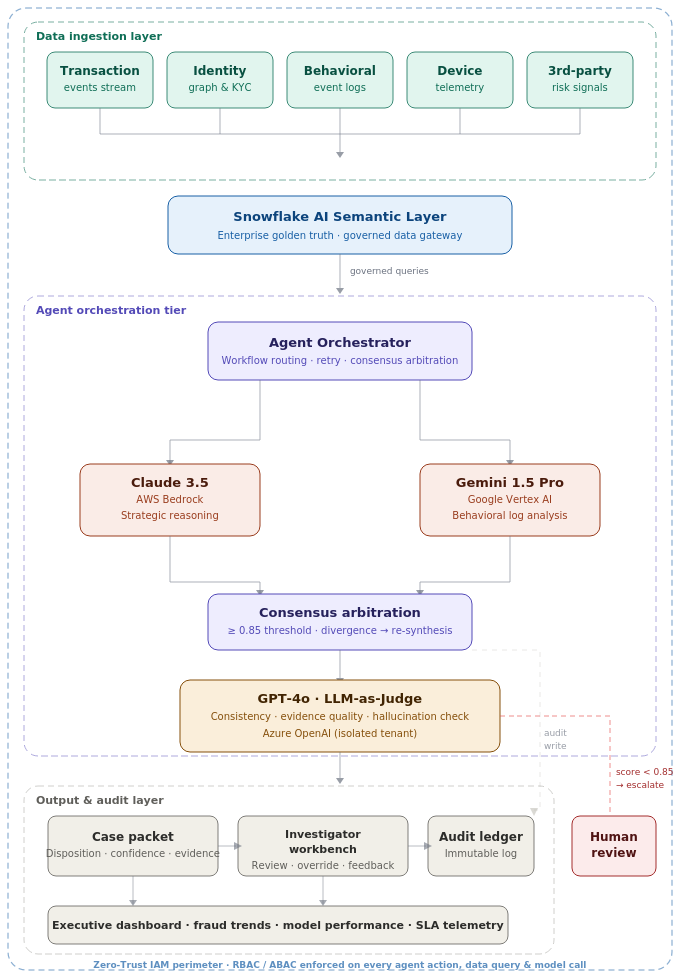 Data ingestion layer
Transaction
events stream
Identity
graph & KYC
Behavioral
event logs
Device
telemetry
3rd-party
risk signals
Snowflake AI Semantic Layer
Enterprise golden truth · governed data gateway
governed queries
Agent orchestration tier
Agent Orchestrator
Workflow routing · retry · consensus arbitration
Claude 3.5
AWS Bedrock
Strategic reasoning
Gemini 1.5 Pro
Google Vertex AI
Behavioral log analysis
Consensus arbitration
≥ 0.85 threshold · divergence → re-synthesis
GPT-4o · LLM-as-Judge
Consistency · evidence quality · hallucination check
Azure OpenAI (isolated tenant)
audit
write
score < 0.85
→ escalate
Output & audit layer
Case packet
Disposition · confidence · evidence
Investigator
workbench
Review · override · feedback
Audit ledger
Immutable log
Human
review
Executive dashboard · fraud trends · model performance · SLA telemetry
Zero-Trust IAM perimeter · RBAC / ABAC enforced on every agent action, data query & model call